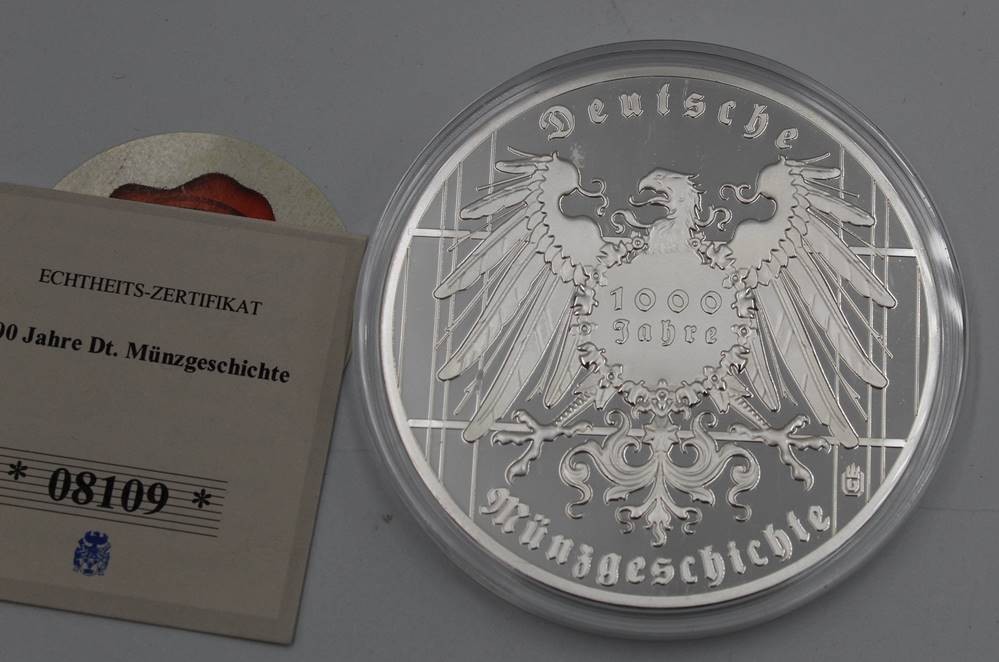 ECHTHEITS-ZERTIFIKAT
00 Jahre Dt. Münzgeschichte
* 08109 *
Deutsche
1000
Jahre
Münzgeschichte